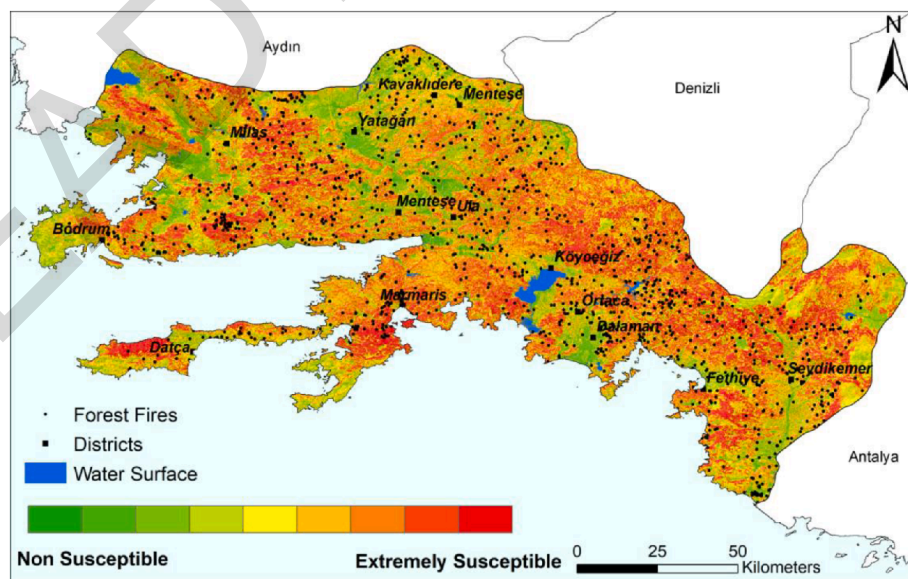 Aydın
N
Denizli
Kavaklıdere
Menteşe
Yatağan
Milas
Menteşe
Ula
Bodrum
Köyceğiz
Marmaris
Ortaca
Dalaman
Datça
Fethiye
Seydikemer
Forest Fires
Districts
Water Surface
Antalya
Non Susceptible
Extremely Susceptible
0 25 50
Kilometers